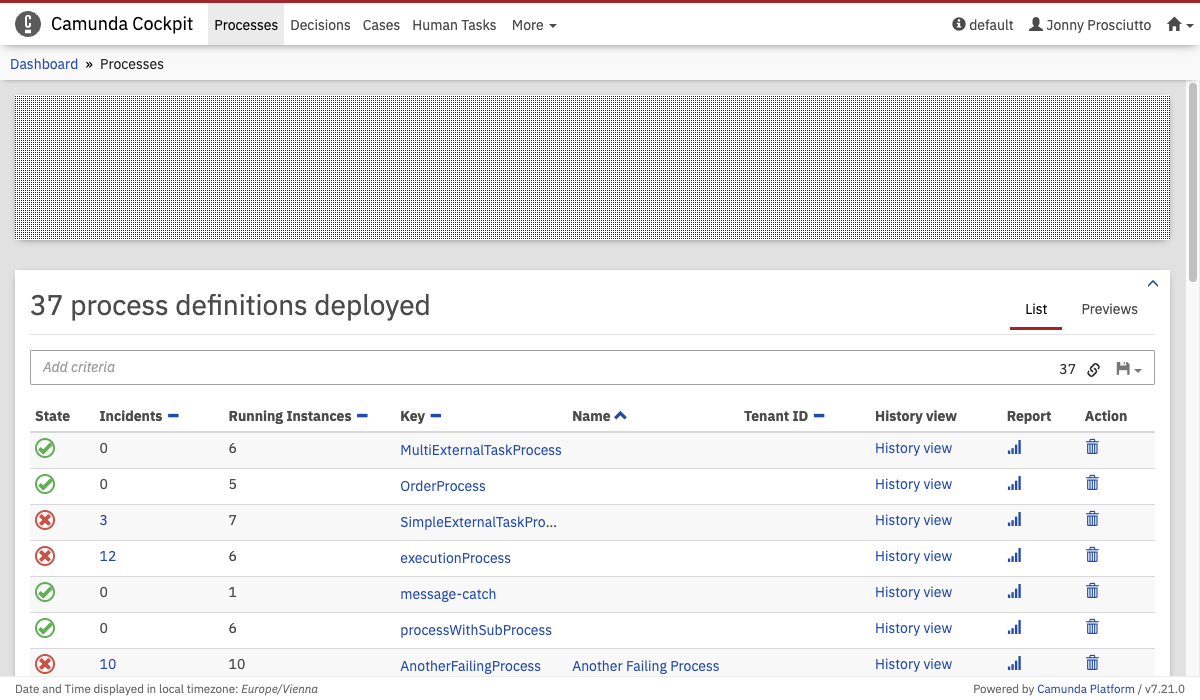 Camunda Cockpit Processes Decisions Cases Human Tasks More default Jonny Prosciutto
Dashboard » Processes
37 process definitions deployed
List Previews
Add criteria 37
State Incidents Running Instances Key Name Tenant ID History view Report Action
0 6 MultiExternalTaskProcess History view
0 5 OrderProcess History view
3 7 SimpleExternalTaskPro... History view
12 6 executionProcess History view
0 1 message-catch History view
0 6 processWithSubProcess History view
10 10 AnotherFailingProcess Another Failing Process History view
Date and Time displayed in local timezone: Europe/Vienna Powered by Camunda Platform / v7.21.0